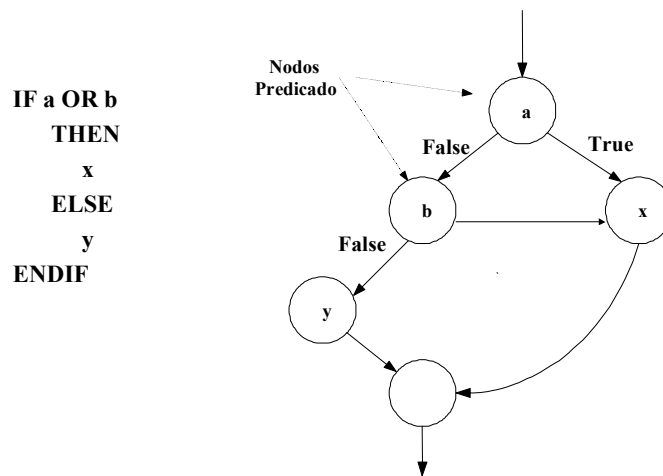 IF a OR b
THEN
x
ELSE
y
ENDIF
Nodos
Predicado
a
False
True
b
x
False
y